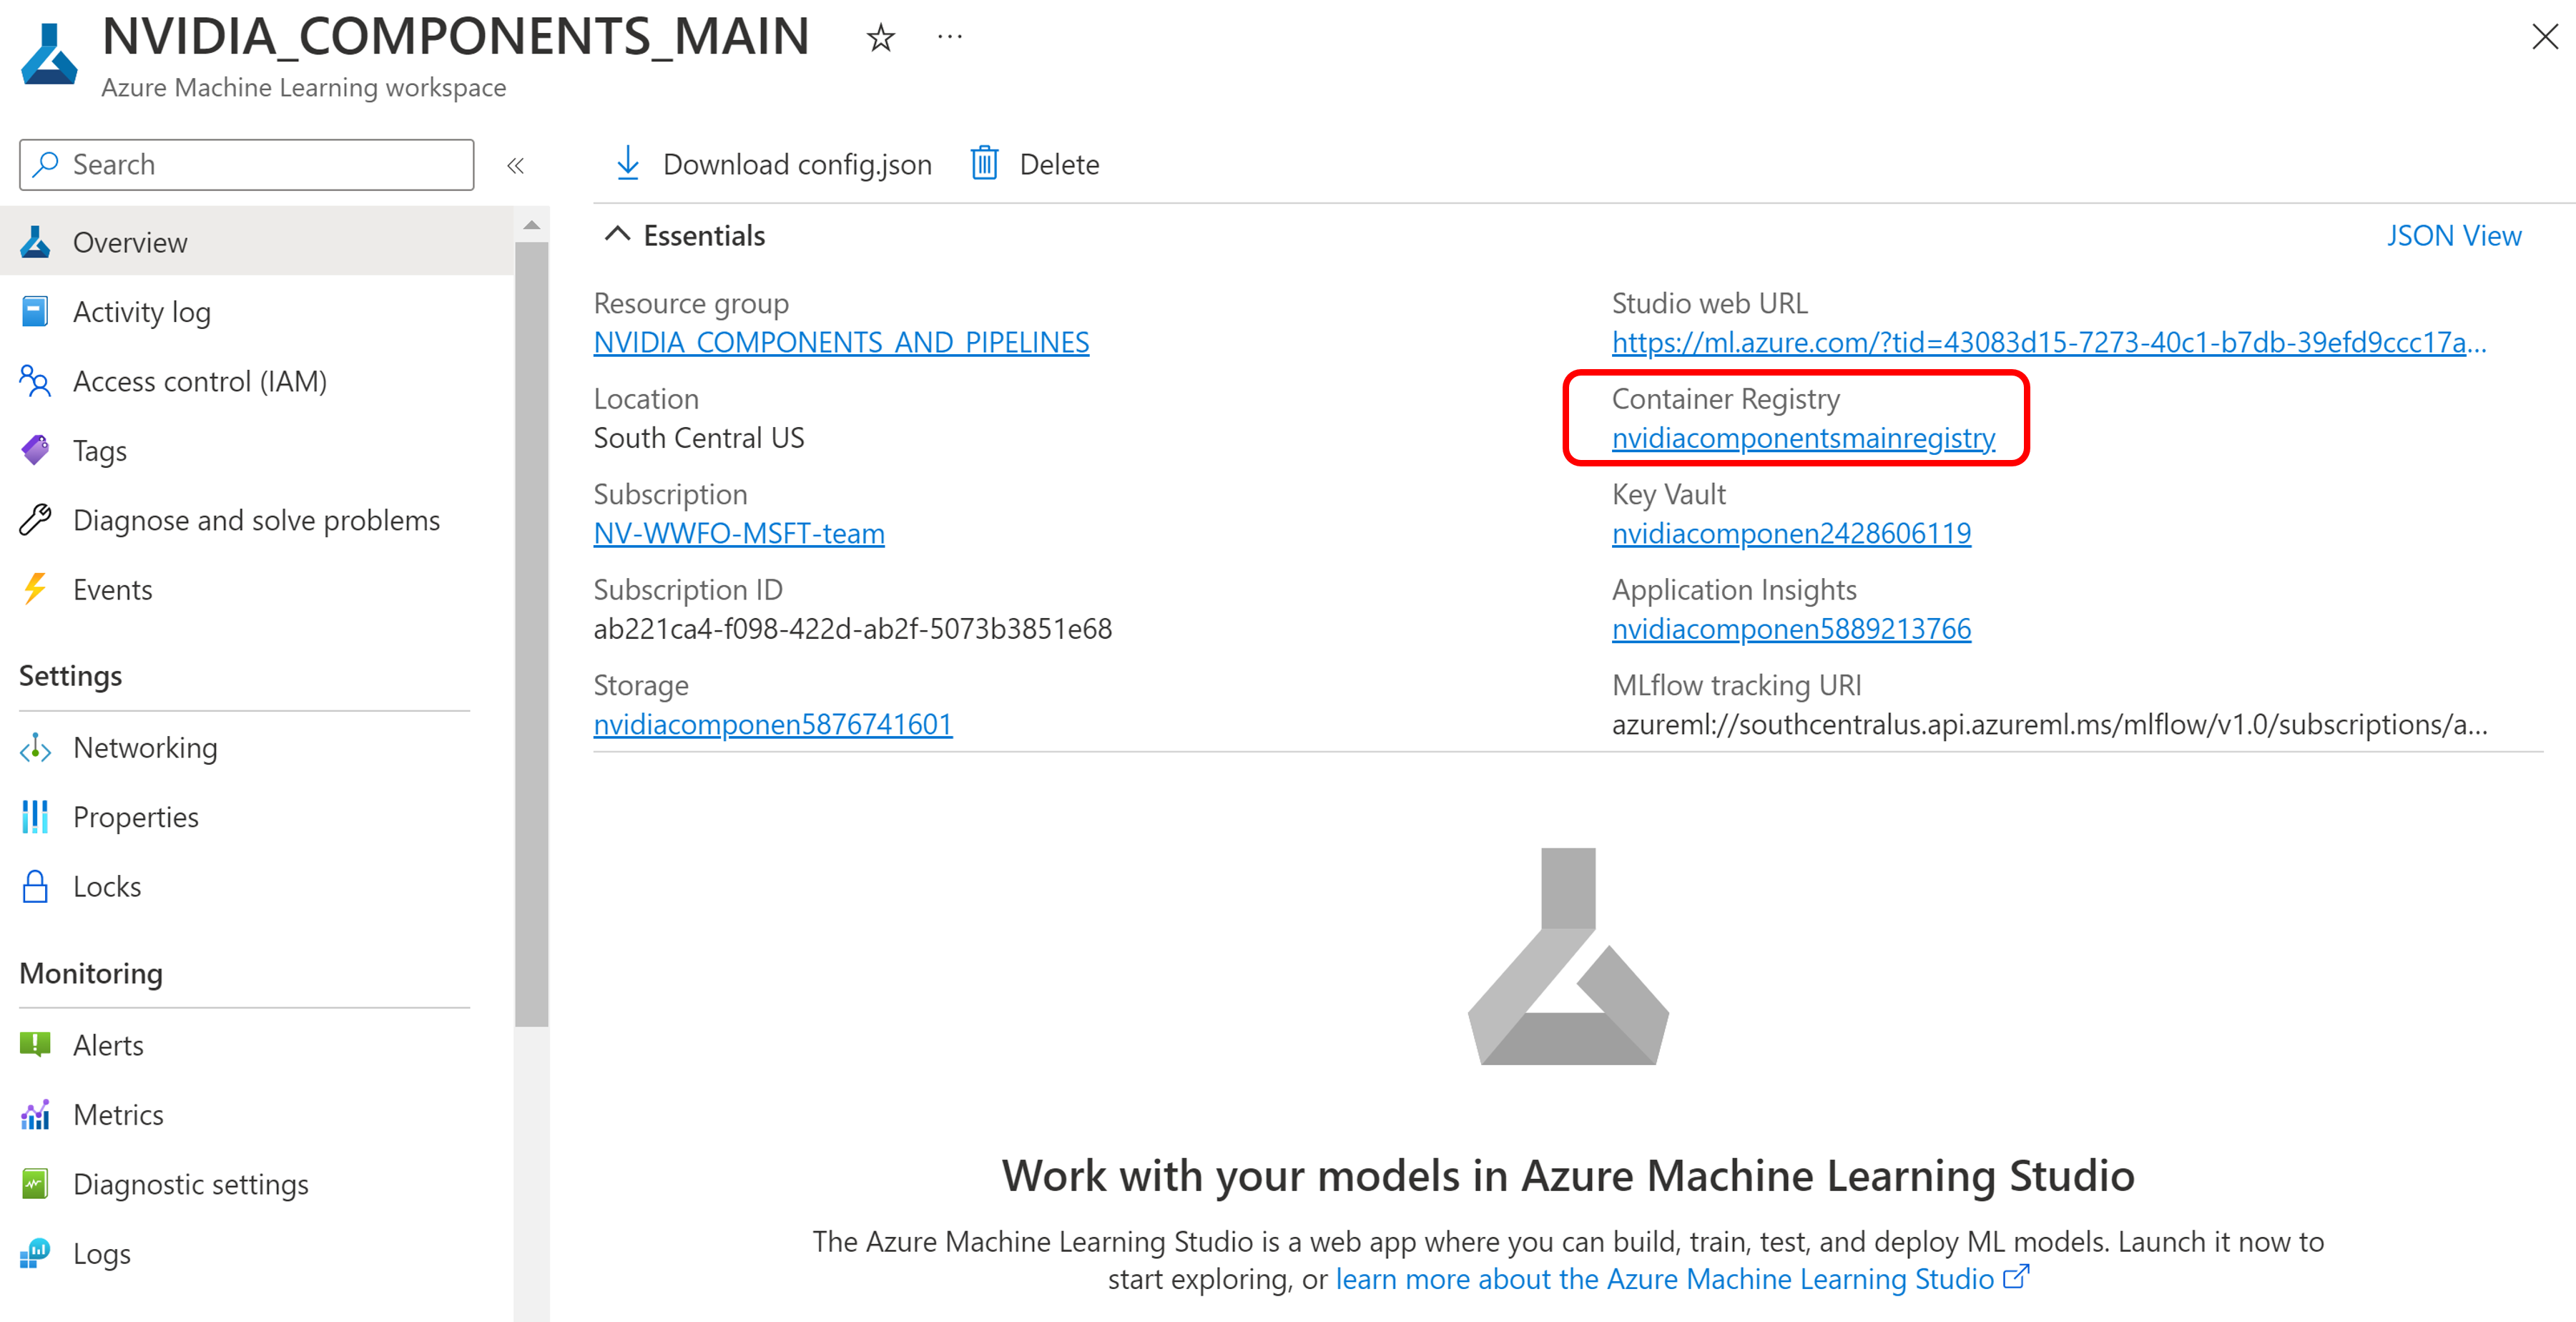 NVIDIA_COMPONENTS_MAIN
Azure Machine Learning workspace
Search
Download config.json
Delete
Overview
Activity log
Access control (IAM)
Tags
Diagnose and solve problems
Events
Settings
Networking
Properties
Locks
Monitoring
Alerts
Metrics
Diagnostic settings
Logs
Essentials
JSON View
Resource group
NVIDIA_COMPONENTS_AND_PIPELINES
Location
South Central US
Subscription
NV-WWFO-MSFT-team
Subscription ID
ab221ca4-f098-422d-ab2f-5073b3851e68
Storage
nvidiacomponen5876741601
Studio web URL
https://ml.azure.com/?tid=43083d15-7273-40c1-b7db-39efd9ccc17a...
Container Registry
nvidiacomponentsmainregistry
Key Vault
nvidiacomponen2428606119
Application Insights
nvidiacomponen5889213766
MLflow tracking URI
azureml://southcentralus.api.azureml.ms/mlflow/v1.0/subscriptions/a...
Work with your models in Azure Machine Learning Studio
The Azure Machine Learning Studio is a web app where you can build, train, test, and deploy ML models. Launch it now to
start exploring, or learn more about the Azure Machine Learning Studio